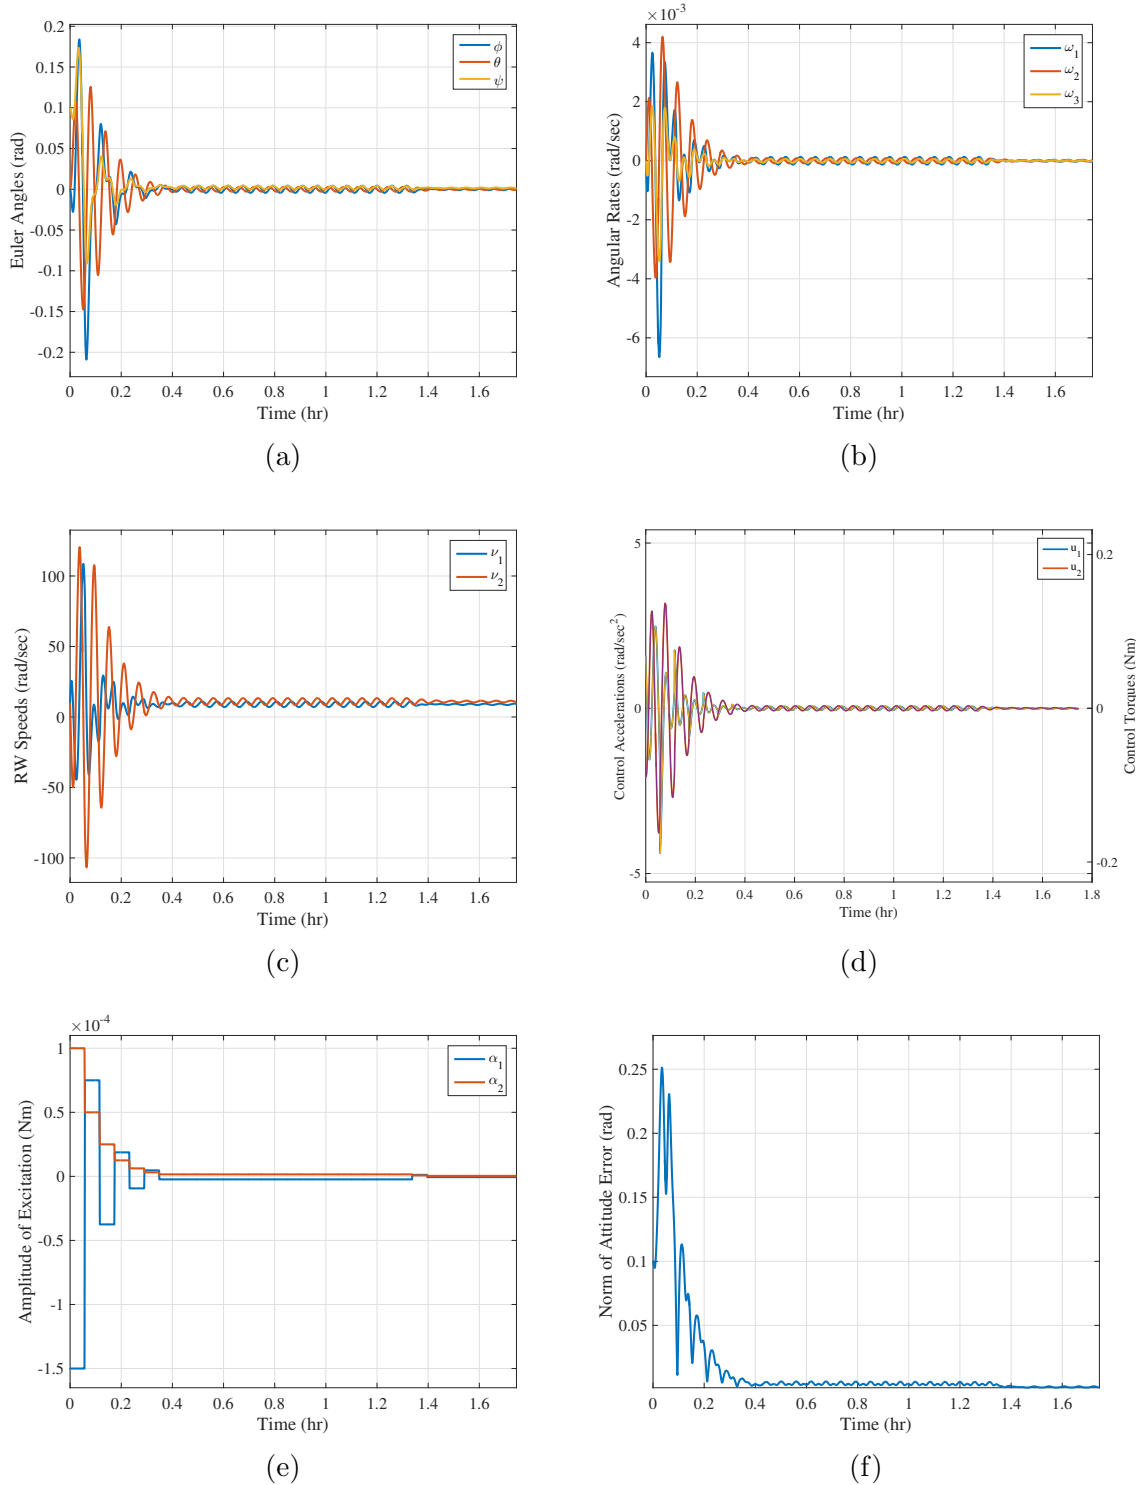 0.2
0.15
0.1
0.05
0
-0.05
-0.1
-0.15
-0.2
Euler Angles (rad)
ϕ
θ
ψ
0 0.2 0.4 0.6 0.8 1 1.2 1.4 1.6
Time (hr)
(a)
×10⁻³
4
2
0
-2
-4
-6
Angular Rates (rad/sec)
ω₁
ω₂
ω₃
0 0.2 0.4 0.6 0.8 1 1.2 1.4 1.6
Time (hr)
(b)
100
50
0
-50
-100
RW Speeds (rad/sec)
ν₁
ν₂
0 0.2 0.4 0.6 0.8 1 1.2 1.4 1.6
Time (hr)
(c)
5
0
-5
Control Accelerations (rad/sec²)
u₁
u₂
0.2
0
-0.2
Control Torques (Nm)
0 0.2 0.4 0.6 0.8 1 1.2 1.4 1.6 1.8
Time (hr)
(d)
×10⁻⁴
1
0.5
0
-0.5
-1
-1.5
Amplitude of Excitation (Nm)
α₁
α₂
0 0.2 0.4 0.6 0.8 1 1.2 1.4 1.6
Time (hr)
(e)
0.25
0.2
0.15
0.1
0.05
Norm of Attitude Error (rad)
0 0.2 0.4 0.6 0.8 1 1.2 1.4 1.6
Time (hr)
(f)